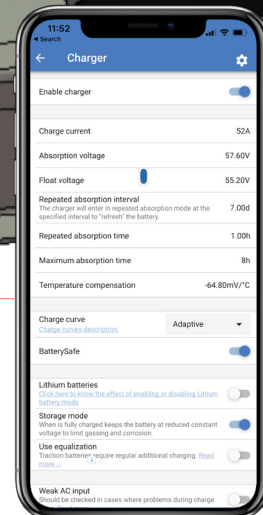 11:52
Search
Charger
Enable charger
Charge current 52A
Absorption voltage 57.60V
Float voltage 55.20V
Repeated absorption interval
The charger will enter in repeated absorption mode at the
specified interval to "refresh" the battery.
7.00d
Repeated absorption time 1.00h
Maximum absorption time 8h
Temperature compensation -64.80mV/°C
Charge curve
Charge curves description.
Adaptive
BatterySafe
Lithium batteries
Click here to know the effect of enabling or disabling Lithium
battery mode
Storage mode
When is fully charged keeps the battery at reduced constant
voltage to limit gassing and corrosion.
Use equalization
Traction batteries require regular additional charging. Read
more...
Weak AC input
Should be checked in cases where problems during charge